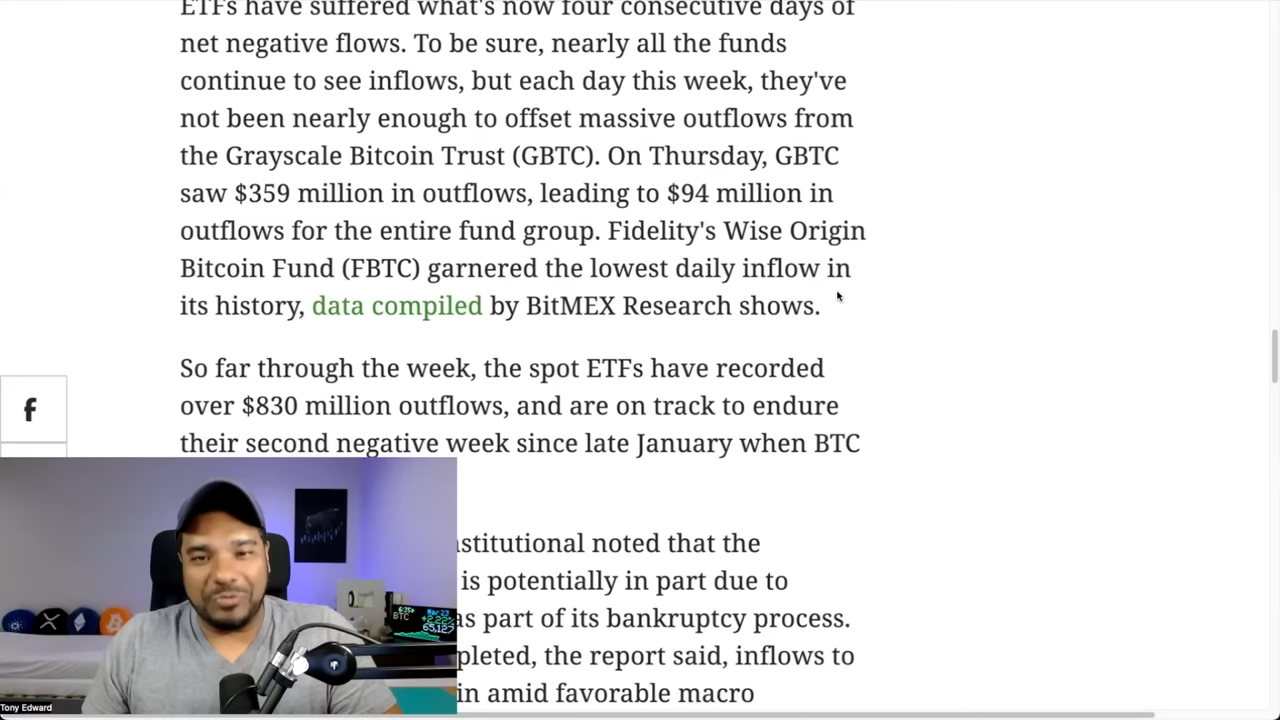 ETFs have suffered what's now four consecutive days of
net negative flows. To be sure, nearly all the funds
continue to see inflows, but each day this week, they've
not been nearly enough to offset massive outflows from
the Grayscale Bitcoin Trust (GBTC). On Thursday, GBTC
saw $359 million in outflows, leading to $94 million in
outflows for the entire fund group. Fidelity's Wise Origin
Bitcoin Fund (FBTC) garnered the lowest daily inflow in
its history, data compiled by BitMEX Research shows.
So far through the week, the spot ETFs have recorded
over $830 million outflows, and are on track to endure
their second negative week since late January when BTC
stitutional noted that the
is potentially in part due to
as part of its bankruptcy process.
pleted, the report said, inflows to
in amid favorable macro
f
BTC
+2.22%
65,127
Tony Edward